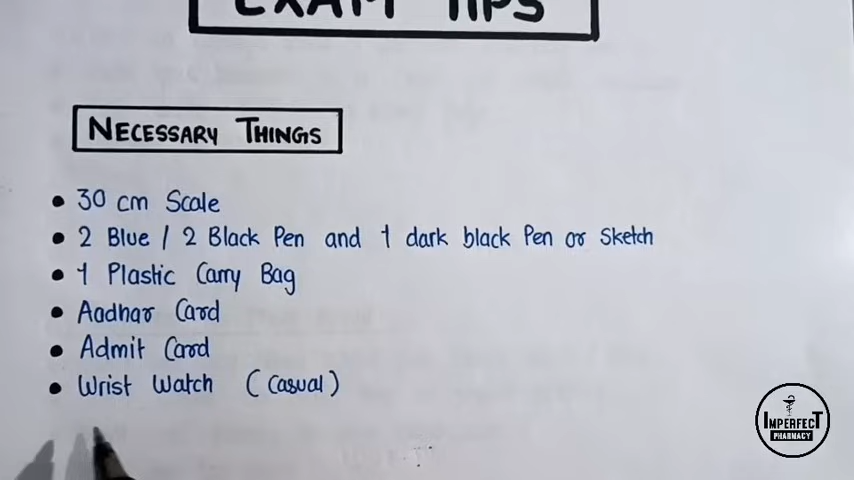 EXAM TIPS
NECESSARY THINGS
• 30 cm Scale
• 2 Blue / 2 Black Pen and 1 dark black Pen or Sketch
• 1 Plastic Carry Bag
• Aadhar Card
• Admit Card
• Wrist Watch (Casual)
IMPERFECT
PHARMACY